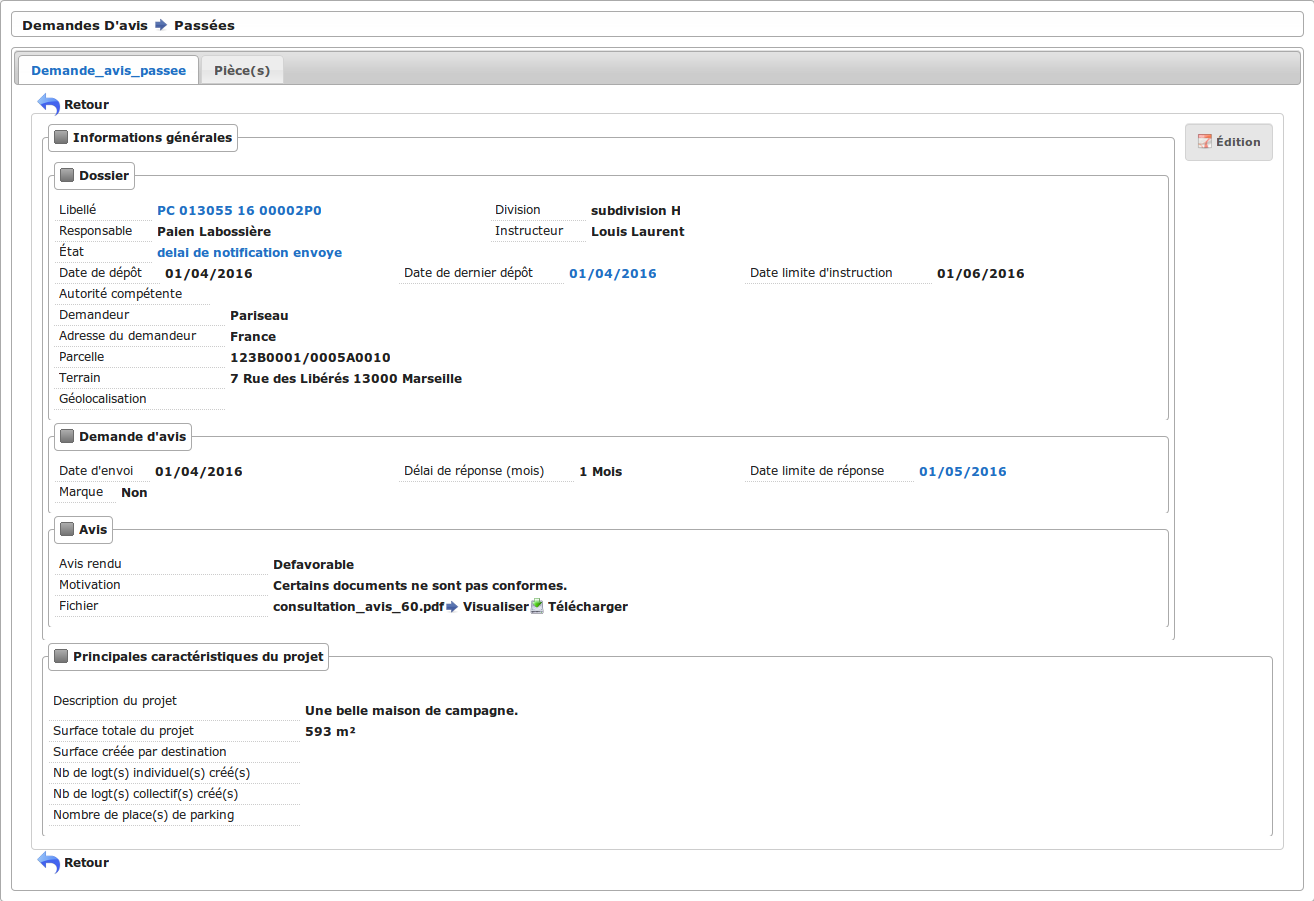 Demandes D'avis Passées
Demande_avis_passee Pièce(s)
Retour
Informations générales
Édition
Dossier
Libellé PC 013055 16 00002P0 Division subdivision H
Responsable Paien Labossière Instructeur Louis Laurent
État delai de notification envoye
Date de dépôt 01/04/2016 Date de dernier dépôt 01/04/2016 Date limite d'instruction 01/06/2016
Autorité compétente
Demandeur Pariseau
Adresse du demandeur France
Parcelle 123B0001/0005A0010
Terrain 7 Rue des Libérés 13000 Marseille
Géolocalisation
Demande d'avis
Date d'envoi 01/04/2016 Délai de réponse (mois) 1 Mois Date limite de réponse 01/05/2016
Marque Non
Avis
Avis rendu Defavorable
Motivation Certains documents ne sont pas conformes.
Fichier consultation_avis_60.pdf Visualiser Télécharger
Principales caractéristiques du projet
Description du projet Une belle maison de campagne.
Surface totale du projet 593 m²
Surface créée par destination
Nb de logt(s) individuel(s) créé(s)
Nb de logt(s) collectif(s) créé(s)
Nombre de place(s) de parking
Retour